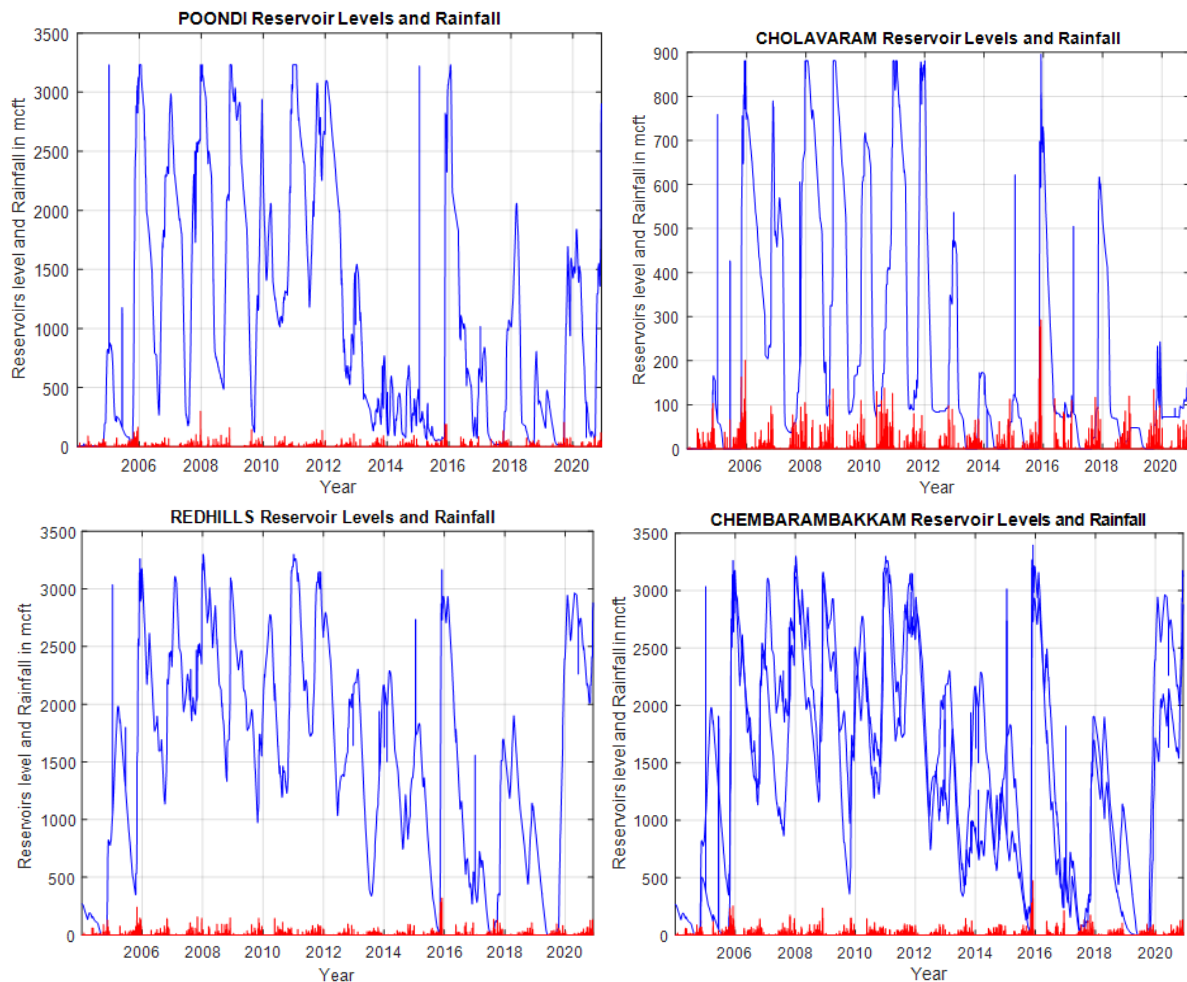 POONDI Reservoir Levels and Rainfall
3500
3000
2500
2000
1500
1000
500
0
Reservoirs level and Rainfall in mcft
2006 2008 2010 2012 2014 2016 2018 2020
Year
CHOLAVARAM Reservoir Levels and Rainfall
900
800
700
600
500
400
300
200
100
0
Reservoirs level and Rainfall in mcft
2006 2008 2010 2012 2014 2016 2018 2020
Year
REDHILLS Reservoir Levels and Rainfall
3500
3000
2500
2000
1500
1000
500
0
Reservoirs level and Rainfall in mcft
2006 2008 2010 2012 2014 2016 2018 2020
Year
CHEMBARAMBAKKAM Reservoir Levels and Rainfall
3500
3000
2500
2000
1500
1000
500
0
Reservoirs level and Rainfall in mcft
2006 2008 2010 2012 2014 2016 2018 2020
Year